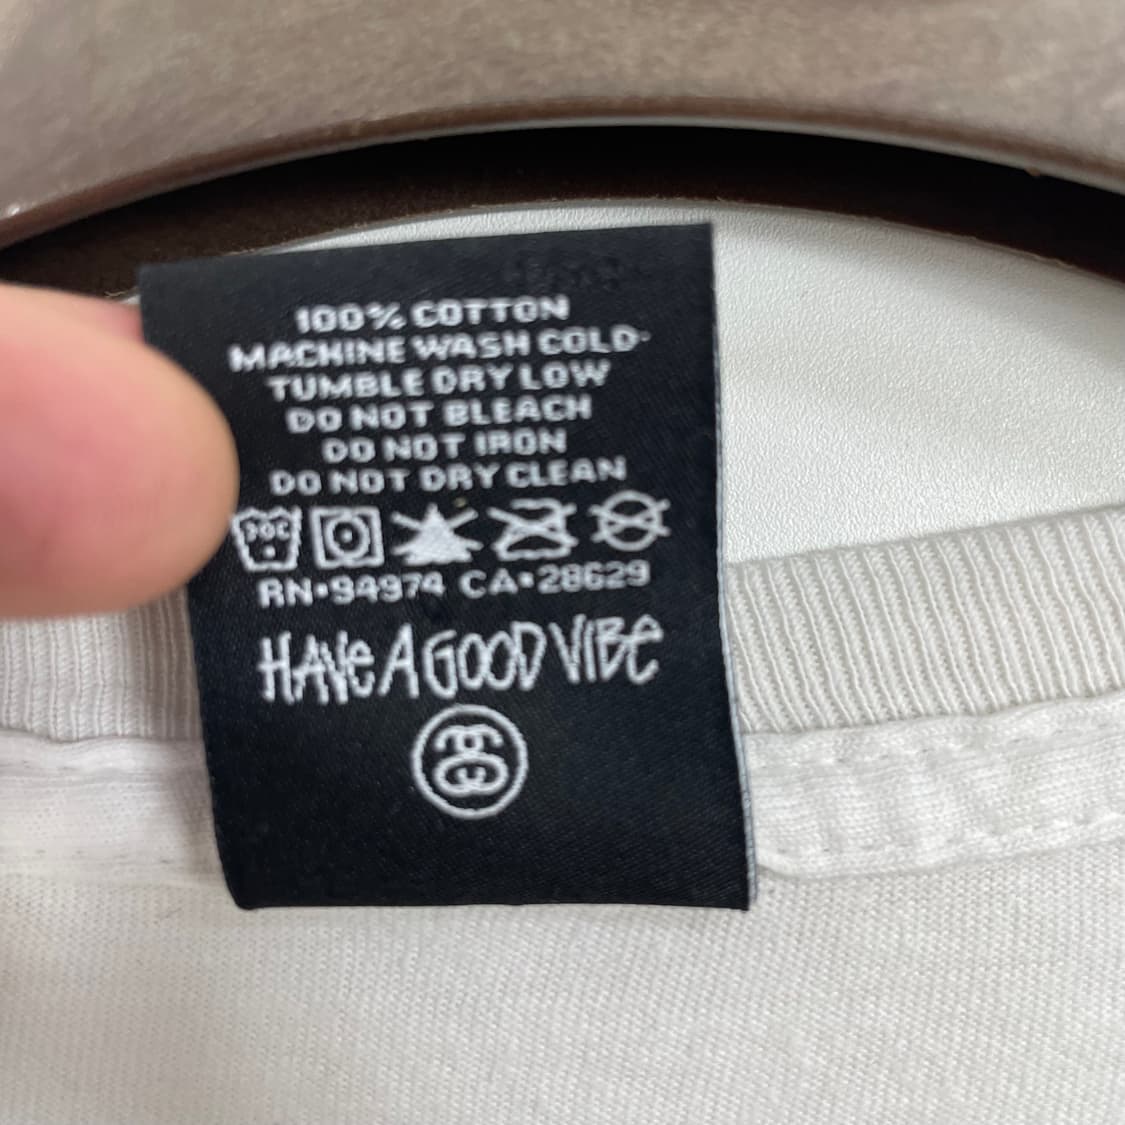 100% COTTON
MACHINE WASH COLD
TUMBLE DRY LOW
DO NOT BLEACH
DO NOT IRON
DO NOT DRY CLEAN
30C
RN•94974 CA•28629
HAVE A GOOD VIBE